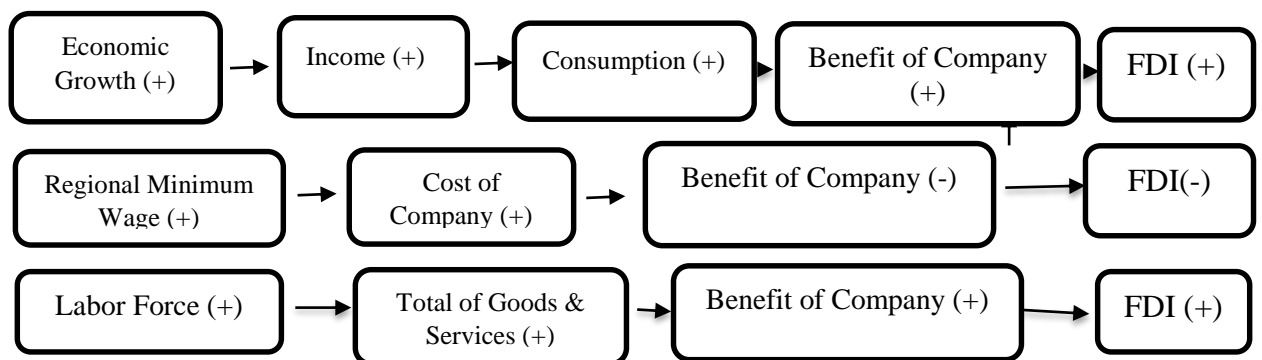 Economic
Growth (+)
Income (+)
Consumption (+)
Benefit of Company
(+)
FDI (+)
Regional Minimum
Wage (+)
Cost of
Company (+)
Benefit of Company (-)
FDI(-)
Labor Force (+)
Total of Goods &
Services (+)
Benefit of Company (+)
FDI (+)